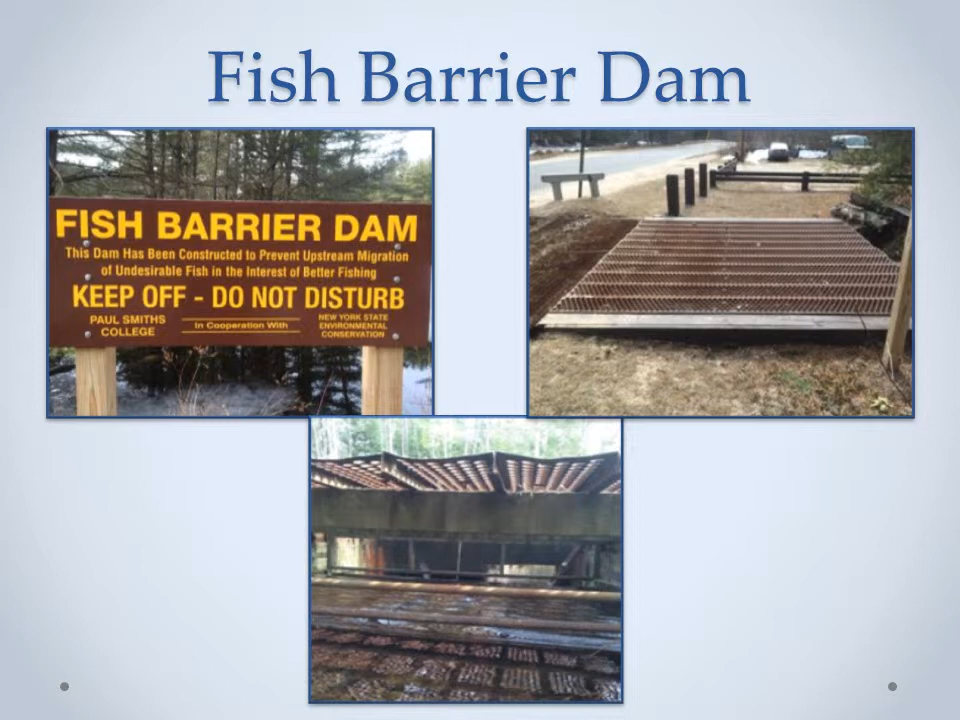 Fish Barrier Dam
FISH BARRIER DAM
This Dam Has Been Constructed to Prevent Upstream Migration
of Undesirable Fish in the Interest of Better Fishing
KEEP OFF - DO NOT DISTURB
PAUL SMITHS
COLLEGE
In Cooperation With
NEW YORK STATE
ENVIRONMENTAL
CONSERVATION